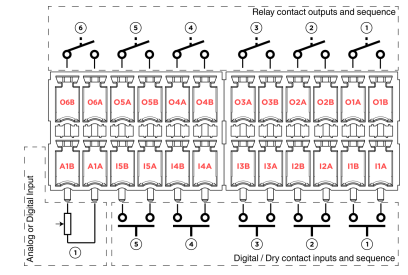 Relay contact outputs and sequence
6 5 4 3 2 1
O6B O6A O5A O5B O4A O4B O3A O3B O2A O2B O1A O1B
A1B A1A I5B I5A I4B I4A I3B I3A I2B I2A I1B I1A
Analog or Digital Input
1 5 4 3 2 1
Digital / Dry contact inputs and sequence